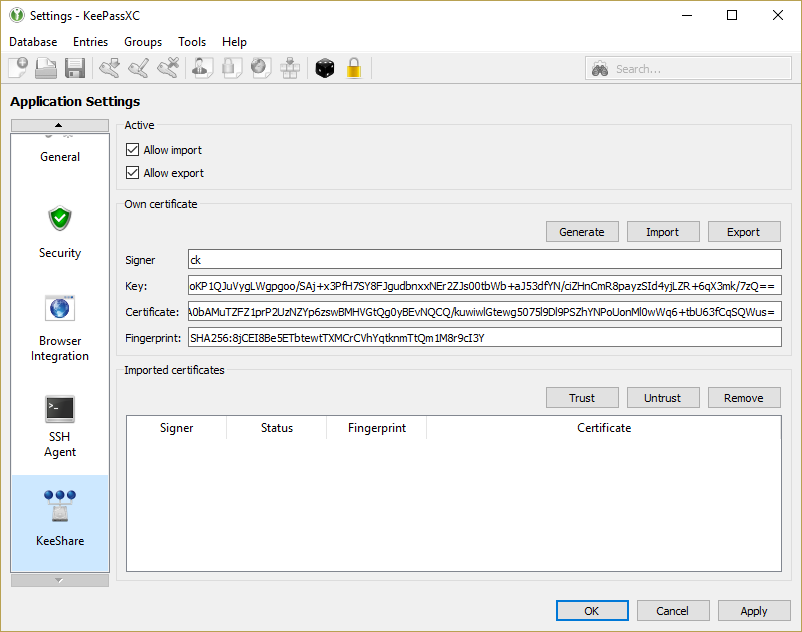 Settings - KeePassXC
Database Entries Groups Tools Help
Search...
Application Settings
General
Security
Browser
Integration
SSH
Agent
KeeShare
Active
Allow import
Allow export
Own certificate
Generate Import Export
Signer ck
Key: oKP1QJuVygLWgpgoo/SAj+x3PfH7SY8FJgudbnxxNEr2ZJs00tbWb+aJ53dfYN/ciZHnCmR8payzSId4yjLZR+6qX3mk/7zQ==
Certificate: A0bAMuTZFZ1prP2UzNZYp6zswBMHVGtQg0yBEvNQCQ/kuwiwlGtewg5075l9Dl9PSZhYNPoUonMl0wWq6+tbU63fCqSQWus=
Fingerprint: SHA256:8jCEI8Be5ETbtewtTXMCrCVhYqtknmTtQm1M8r9cI3Y
Imported certificates
Trust Untrust Remove
Signer Status Fingerprint Certificate
OK Cancel Apply